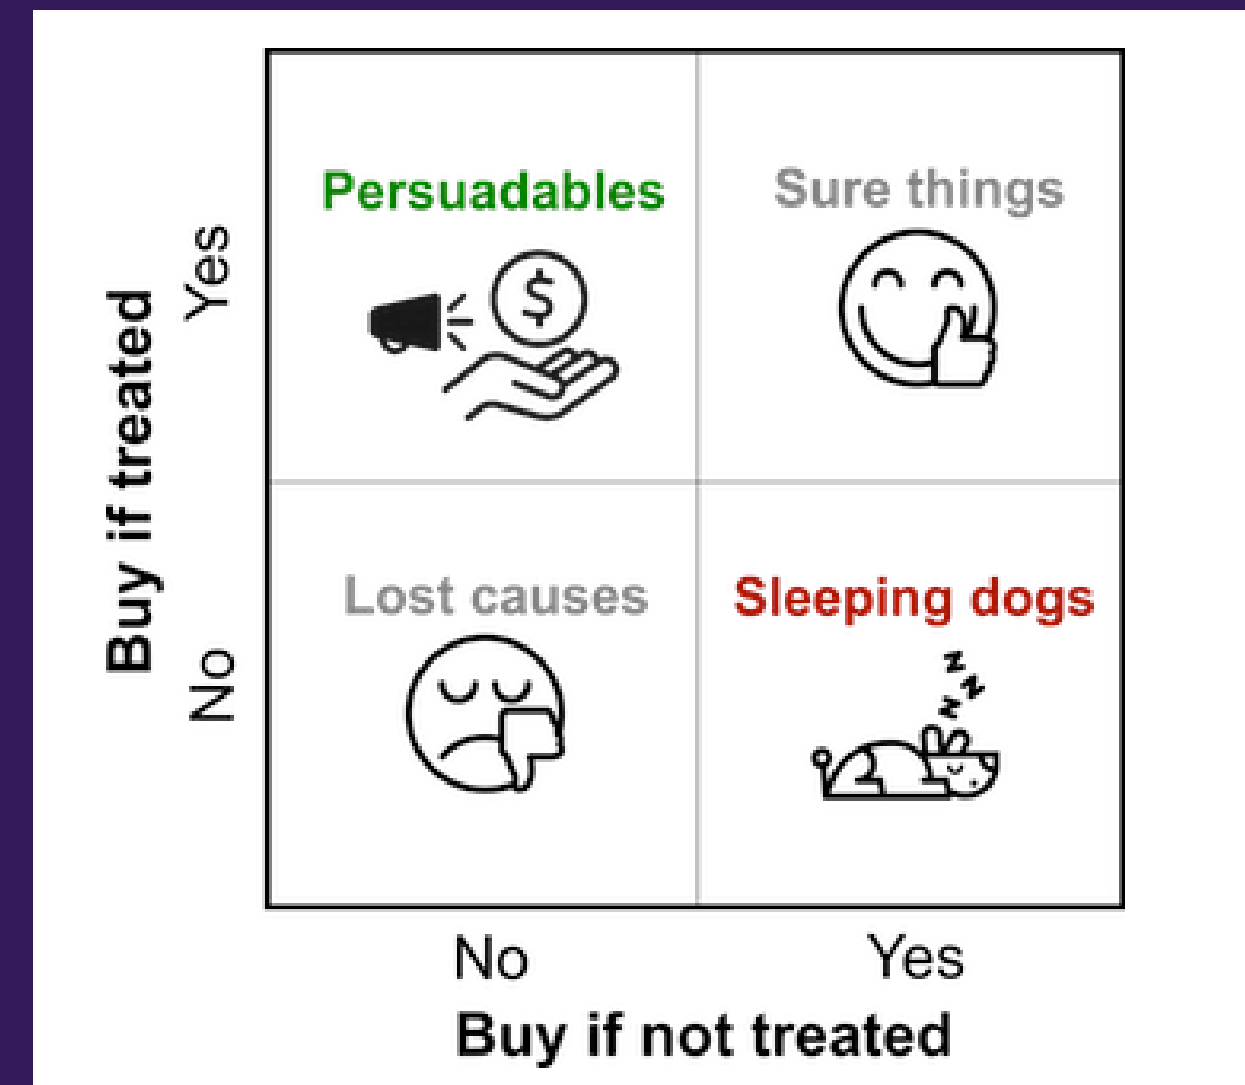 Persuadables
Sure things
$
Yes
Buy if treated
Lost causes
Sleeping dogs
z
z
z
No
No
Yes
Buy if not treated